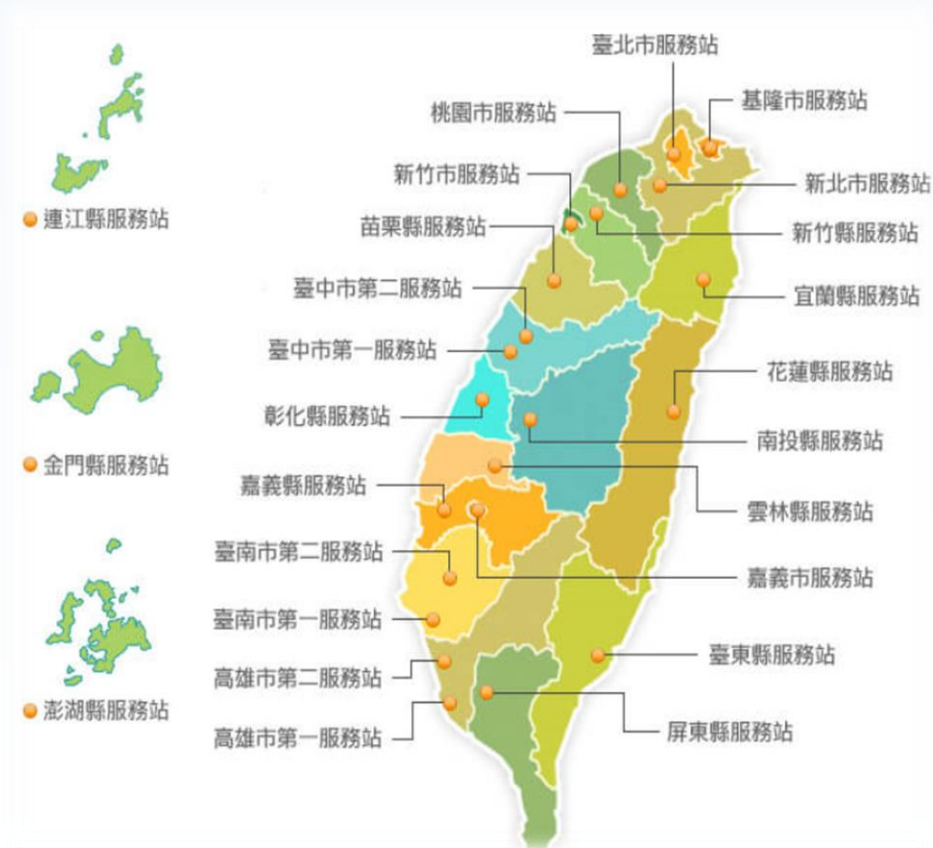 臺北市服務站
基隆市服務站
桃園市服務站
新竹市服務站
新北市服務站
連江縣服務站
苗栗縣服務站
新竹縣服務站
臺中市第二服務站
宜蘭縣服務站
臺中市第一服務站
花蓮縣服務站
彰化縣服務站
南投縣服務站
金門縣服務站
嘉義縣服務站
雲林縣服務站
臺南市第二服務站
嘉義市服務站
臺南市第一服務站
臺東縣服務站
高雄市第二服務站
澎湖縣服務站
屏東縣服務站
高雄市第一服務站